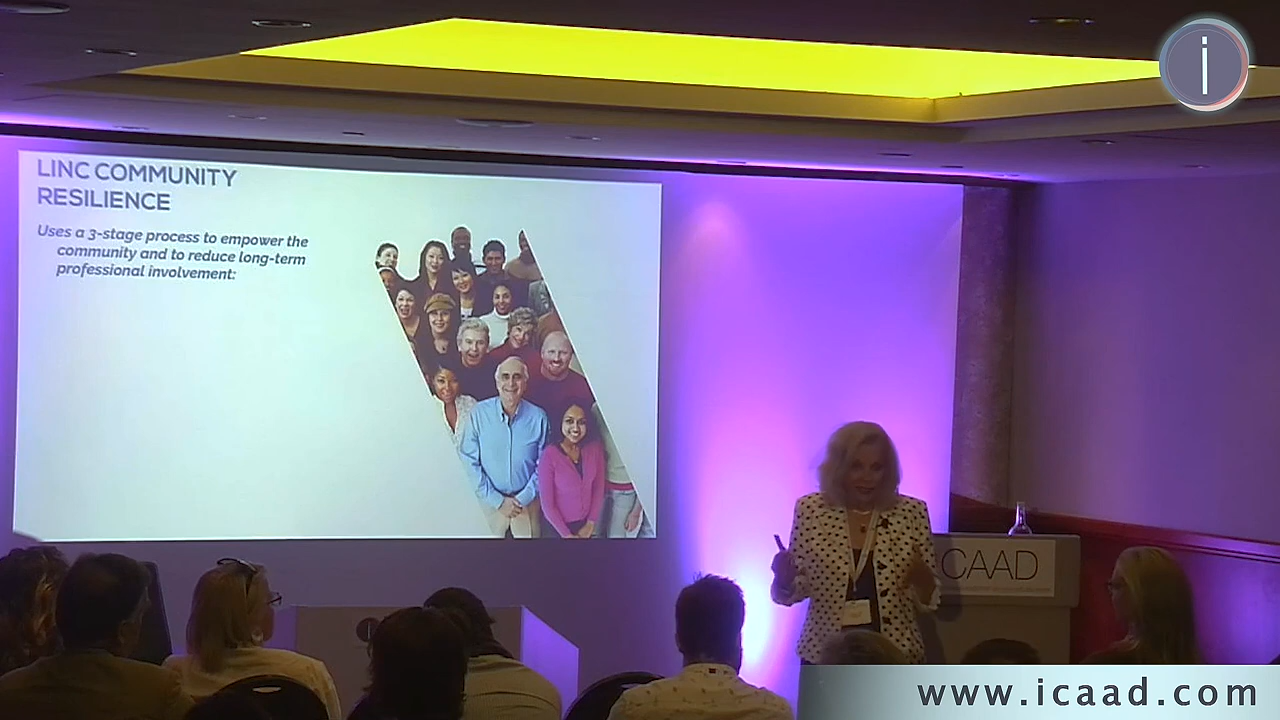 i
LINC COMMUNITY
RESILIENCE
Uses a 3-stage process to empower the
community and to reduce long-term
professional involvement:
CAAD
www.icaad.com